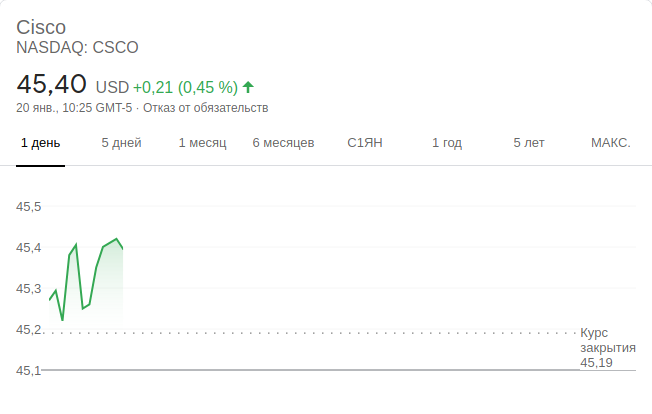 Cisco
NASDAQ: CSCO
45,40 USD +0,21 (0,45 %)
20 янв., 10:25 GMT-5 · Отказ от обязательств
1 день 5 дней 1 месяц 6 месяцев С1ЯН 1 год 5 лет МАКС.
45,5
45,4
45,3
45,2
45,1
Курс
закрытия
45,19